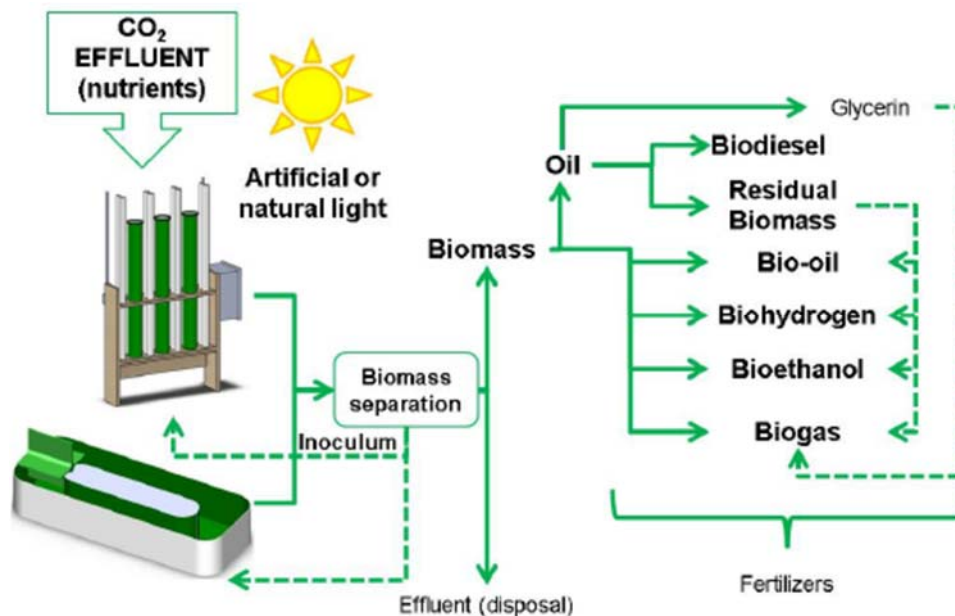 CO₂
EFFLUENT
(nutrients)
Artificial or
natural light
Biomass
separation
Inoculum
Biomass
Effluent (disposal)
Oil
Glycerin
Biodiesel
Residual
Biomass
Bio-oil
Biohydrogen
Bioethanol
Biogas
Fertilizers